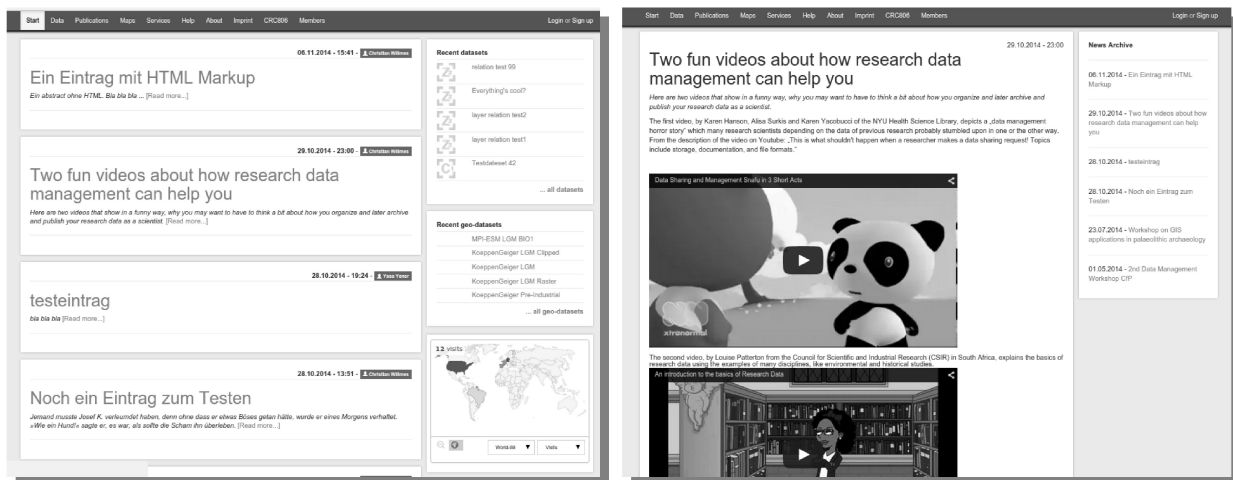 Start Data Publications Maps Services Help About Imprint CRC806 Members Login or Sign up
06.11.2014 - 15:41 - Christian Willmes
Ein Eintrag mit HTML Markup
Ein abstract ohne HTML. Bla bla bla ... [Read more...]
29.10.2014 - 23:00 - Christian Willmes
Two fun videos about how research data
management can help you
Here are two videos that show in a funny way, why you may want to have to think a bit about how you organize and later archive
and publish your research data as a scientist. [Read more...]
28.10.2014 - 19:24 - Yasa Yener
testeintrag
bla bla bla [Read more...]
28.10.2014 - 13:51 - Christian Willmes
Noch ein Eintrag zum Testen
Jemand musste Josef K. verleumdet haben, denn ohne dass er etwas Böses getan hätte, wurde er eines Morgens verhaftet.
»Wie ein Hund!« sagte er, es war, als sollte die Scham ihn überleben. [Read more...]
Recent datasets
relation test 99
Everything's cool?
layer relation test2
layer relation test1
Testdateset 42
... all datasets
Recent geo-datasets
MPI-ESM LGM BIO1
KoeppenGeiger LGM Clipped
KoeppenGeiger LGM
KoeppenGeiger LGM Raster
KoeppenGeiger Pre-Industrial
... all geo-datasets
12 visits
World-All Visits
Start Data Publications Maps Services Help About Imprint CRC806 Members Login or Sign up
29.10.2014 - 23:00
Two fun videos about how research data
management can help you
Here are two videos that show in a funny way, why you may want to have to think a bit about how you organize and later archive and
publish your research data as a scientist.
The first video, by Karen Hanson, Alisa Surkis and Karen Yacobucci of the NYU Health Science Library, depicts a „data management
horror story" which many research scientists depending on the data of previous research probably stumbled upon in one or the other way.
From the description of the video on Youtube: „This is what shouldn't happen when a researcher makes a data sharing request! Topics
include storage, documentation, and file formats."
Data Sharing and Management Snafu in 3 Short Acts
xtranormal
The second video, by Louise Patterton from the Council for Scientific and Industrial Research (CSIR) in South Africa, explains the basics of
research data using the examples of many disciplines, like environmental and historical studies.
An introduction to the basics of Research Data
News Archive
06.11.2014 - Ein Eintrag mit HTML
Markup
29.10.2014 - Two fun videos about how
research data management can help
you
28.10.2014 - testeintrag
28.10.2014 - Noch ein Eintrag zum
Testen
23.07.2014 - Workshop on GIS
applications in palaeolithic archaeology
01.05.2014 - 2nd Data Management
Workshop CfP